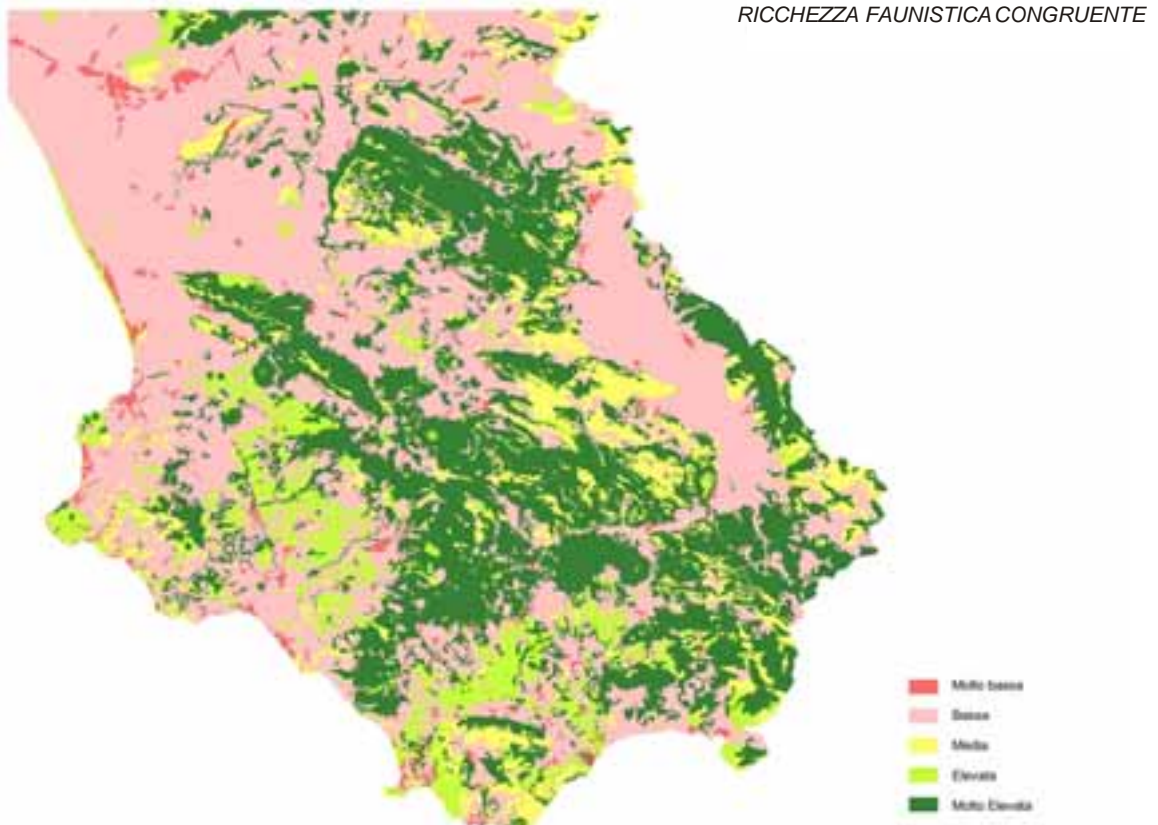 RICCHEZZA FAUNISTICA CONGRUENTE
Molto bassa
Bassa
Media
Elevata
Molto Elevata